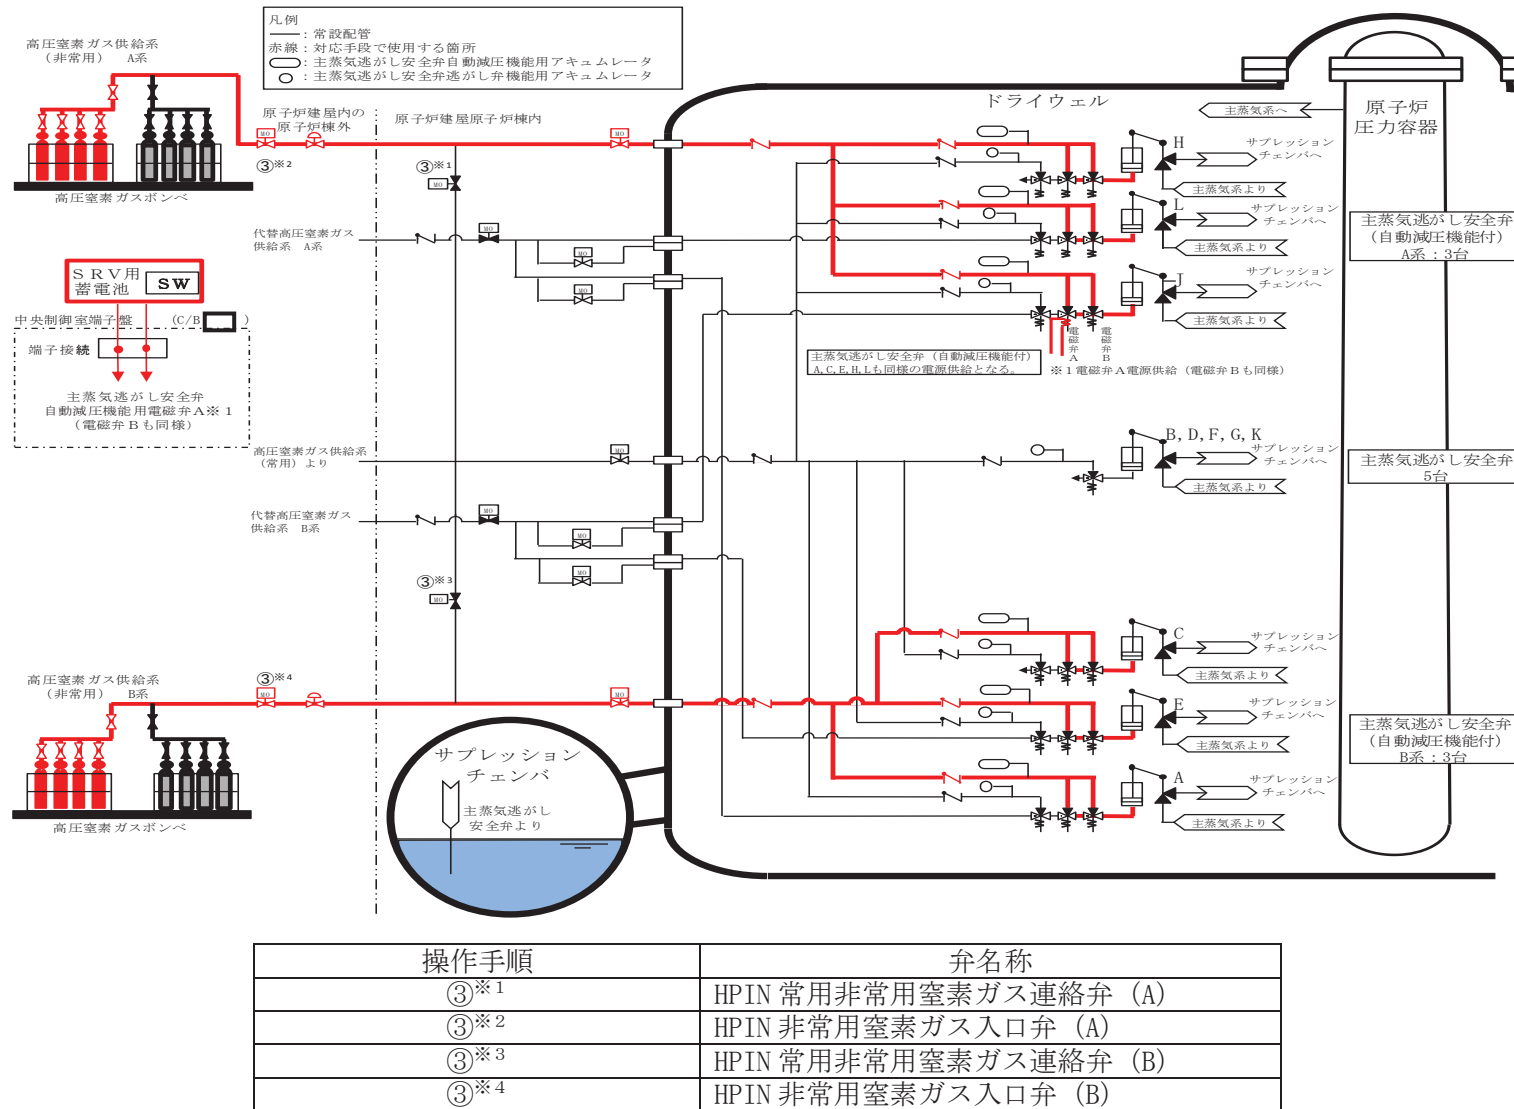 凡例
――：常設配管
赤線：対応手段で使用する箇所
：主蒸気逃がし安全弁自動減圧機能用アキュムレータ
：主蒸気逃がし安全弁逃がし弁機能用アキュムレータ
高圧窒素ガス供給系
（非常用）　A系
高圧窒素ガスボンベ
原子炉建屋内の
原子炉棟外
原子炉建屋原子炉棟内
ドライウェル
MO
③※2
MO
③※1
MO
主蒸気系へ
原子炉
圧力容器
H
サプレッション
チェンバへ
主蒸気系より
L
サプレッション
チェンバへ
主蒸気系より
J
サプレッション
チェンバへ
主蒸気系より
主蒸気逃がし安全弁
（自動減圧機能付）
A系：3台
代替高圧窒素ガス
供給系　A系
MO
MO
MO
ＳＲＶ用
蓄電池
SW
中央制御室端子盤
(C/B　)
端子接続
主蒸気逃がし安全弁
自動減圧機能用電磁弁A※１
（電磁弁Ｂも同様）
電磁弁A
電磁弁B
主蒸気逃がし安全弁（自動減圧機能付）
A,C,E,H,Lも同様の電源供給となる。
※１電磁弁Ａ電源供給（電磁弁Ｂも同様）
高圧窒素ガス供給系
（常用）より
MO
B,D,F,G,K
サプレッション
チェンバへ
主蒸気系より
主蒸気逃がし安全弁
5台
代替高圧窒素ガス
供給系　B系
MO
MO
MO
③※3
MO
高圧窒素ガス供給系
（非常用）　B系
高圧窒素ガスボンベ
③※4
MO
MO
C
サプレッション
チェンバへ
主蒸気系より
E
サプレッション
チェンバへ
主蒸気系より
A
サプレッション
チェンバへ
主蒸気系より
主蒸気逃がし安全弁
（自動減圧機能付）
B系：3台
サプレッション
チェンバ
主蒸気逃がし
安全弁より
操作手順　弁名称
③※1　HPIN 常用非常用窒素ガス連絡弁（A）
③※2　HPIN 非常用窒素ガス入口弁（A）
③※3　HPIN 常用非常用窒素ガス連絡弁（B）
③※4　HPIN 非常用窒素ガス入口弁（B）